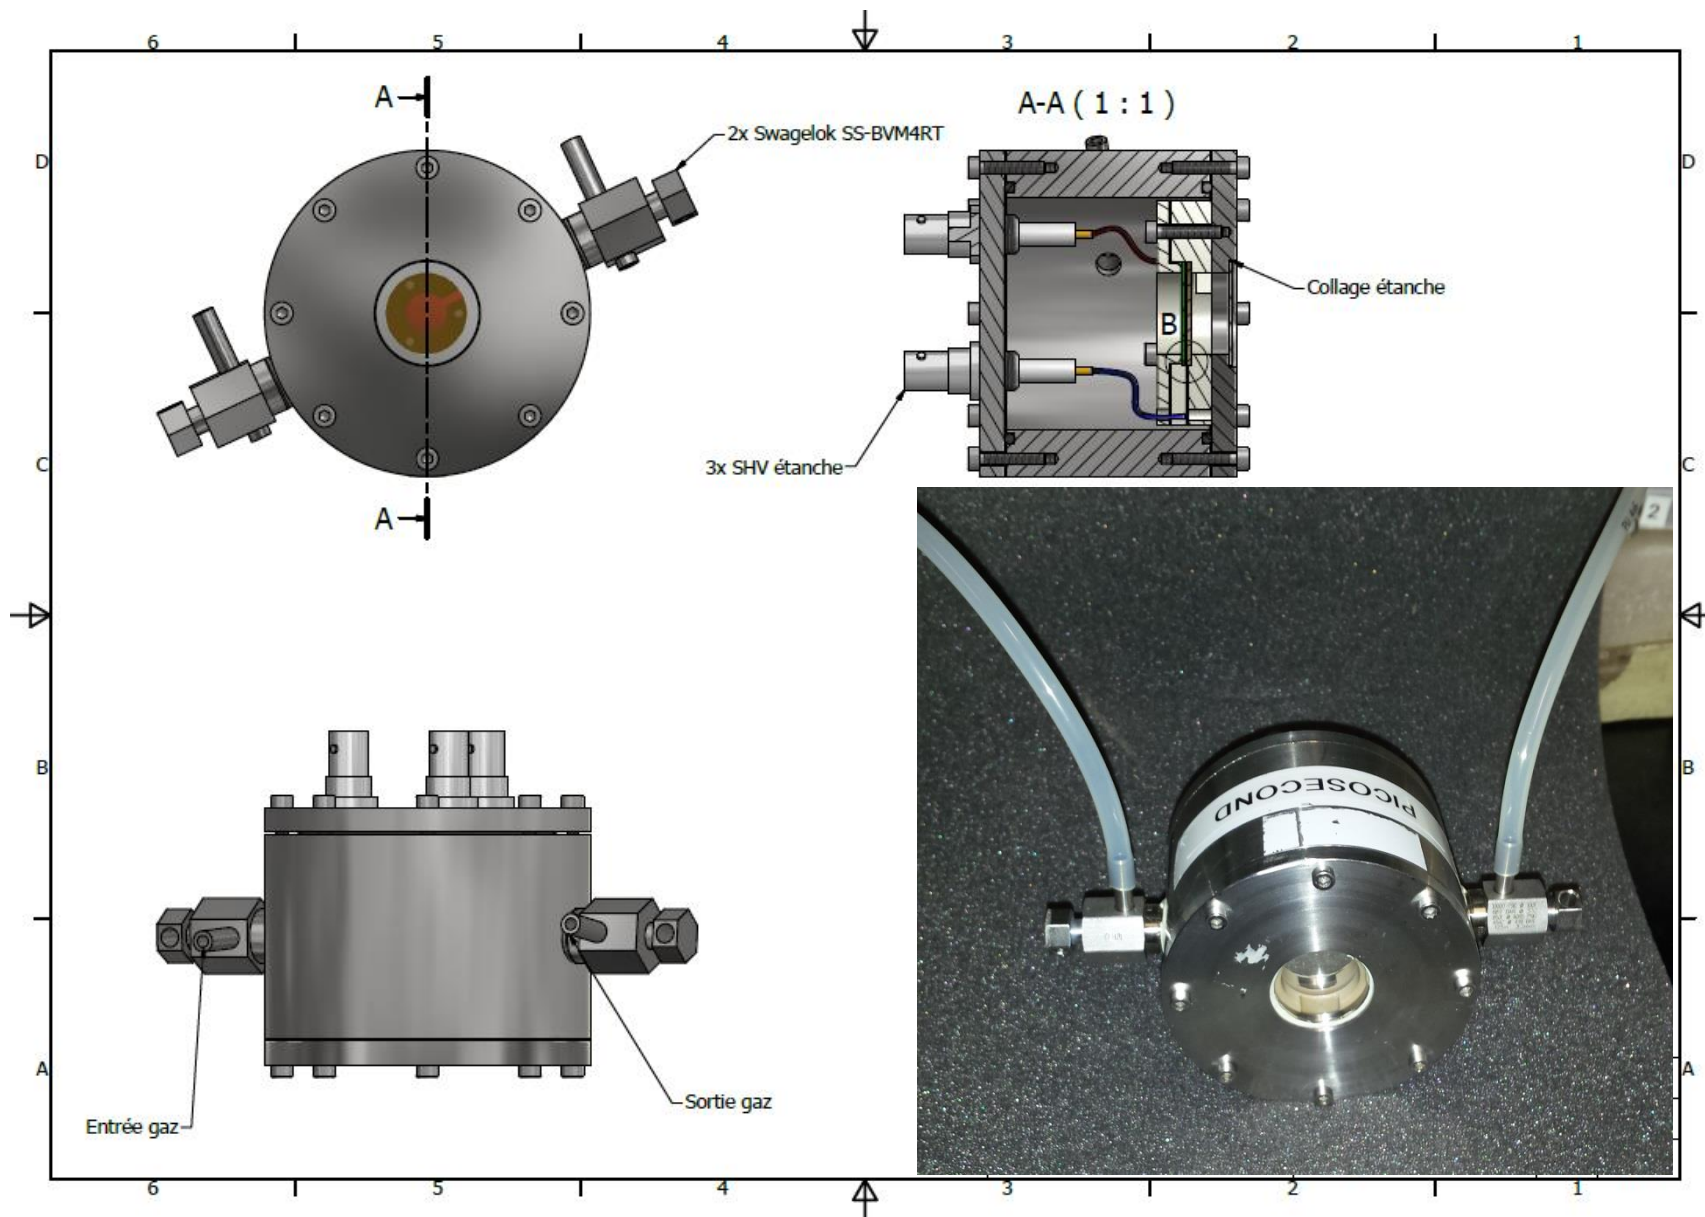 6 5 4 3 2 1
A
A-A ( 1 : 1 )
2x Swagelok SS-BVM4RT
D D
Collage étanche
B
C C
3x SHV étanche
A
2
B B
PICOSECOND
A A
Sortie gaz
Entrée gaz
6 5 4 3 2 1